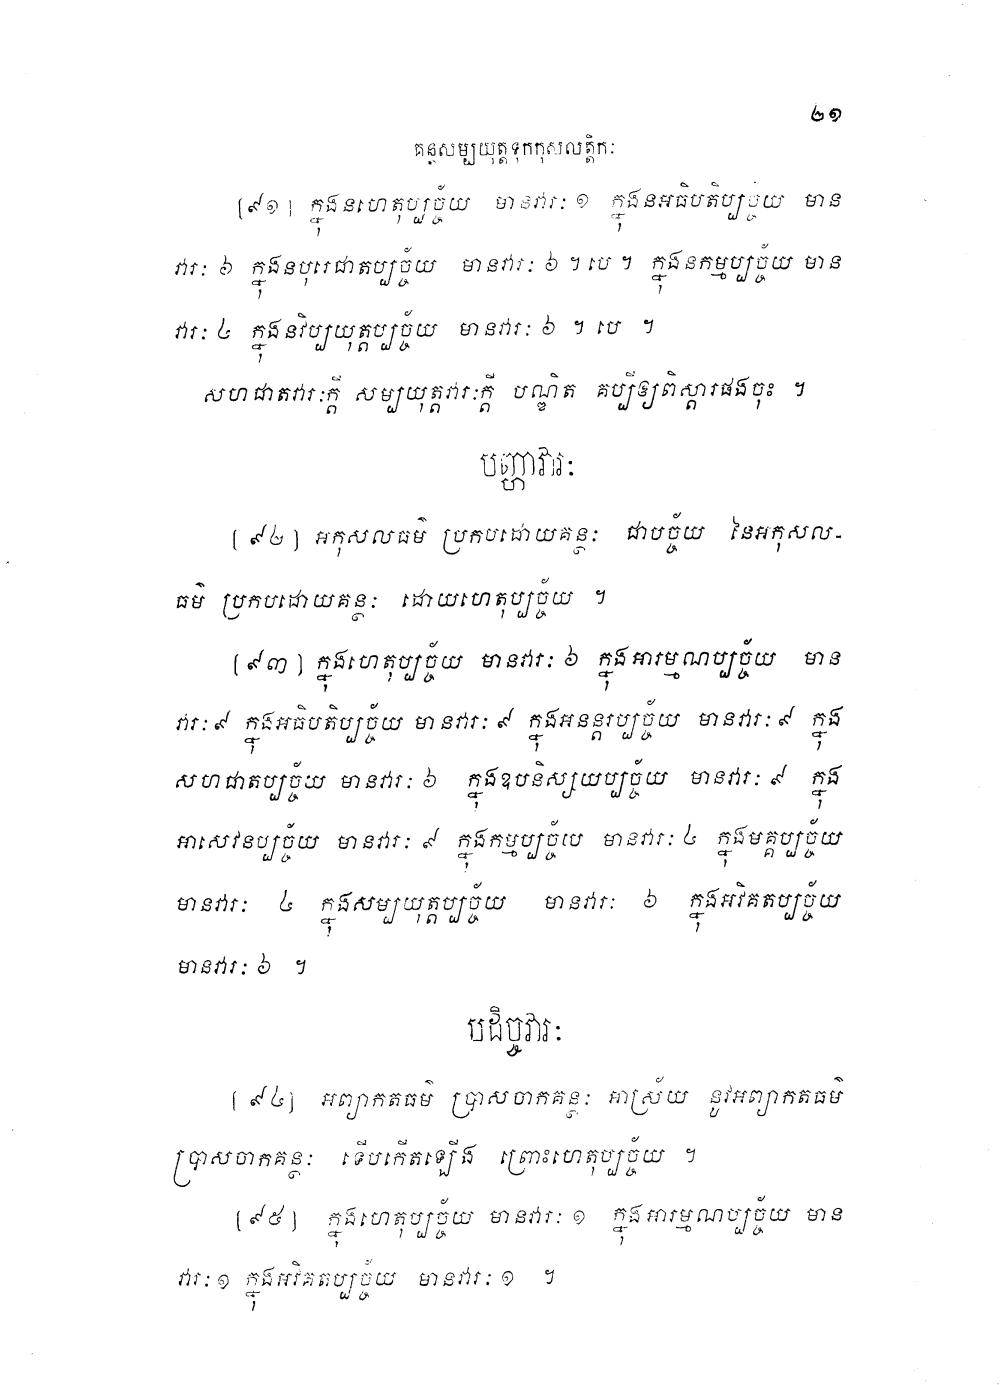 ២១
គន្ថសម្បយុត្តទុកកុសលត្តិកៈ
[៩១] ក្នុងនហេតុប្បច្ច័យ មានវារៈ ១ ក្នុងនអធិបតិប្បច្ច័យ មាន
វារៈ ៦ ក្នុងនបុរេជាតប្បច្ច័យ មានវារៈ ៦ ។ បេ ។ ក្នុងនកម្មប្បច្ច័យ មាន
វារៈ ៤ ក្នុងនវិប្បយុត្តប្បច្ច័យ មានវារៈ ៦ ។ បេ ។
សហជាតវារៈក្តី សម្បយុត្តវារៈក្តី បណ្ឌិត គប្បីឲ្យពិស្តារផងចុះ ។
បញ្ហាវារៈ
[៩២] អកុសលធម៌ ប្រកបដោយគន្ថៈ ជាបច្ច័យ នៃអកុសល-
ធម៌ ប្រកបដោយគន្ថៈ ដោយហេតុប្បច្ច័យ ។
[៩៣] ក្នុងហេតុប្បច្ច័យ មានវារៈ ៦ ក្នុងអារម្មណប្បច្ច័យ មាន
វារៈ ៩ ក្នុងអធិបតិប្បច្ច័យ មានវារៈ ៩ ក្នុងអនន្តរប្បច្ច័យ មានវារៈ ៩ ក្នុង
សហជាតប្បច្ច័យ មានវារៈ ៦ ក្នុងឧបនិស្សយប្បច្ច័យ មានវារៈ ៩ ក្នុង
អាសេវនប្បច្ច័យ មានវារៈ ៩ ក្នុងកម្មប្បច្ច័យ មានវារៈ ៤ ក្នុងមគ្គប្បច្ច័យ
មានវារៈ ៤ ក្នុងសម្បយុត្តប្បច្ច័យ មានវារៈ ៦ ក្នុងអវិគតប្បច្ច័យ
មានវារៈ ៦ ។
បដិច្ចវារៈ
[៩៤] អព្យាកតធម៌ ប្រាសចាកគន្ថៈ អាស្រ័យ នូវអព្យាកតធម៌
ប្រាសចាកគន្ថៈ ទើបកើតឡើង ព្រោះហេតុប្បច្ច័យ ។
[៩៥] ក្នុងហេតុប្បច្ច័យ មានវារៈ ១ ក្នុងអារម្មណប្បច្ច័យ មាន
វារៈ ១ ក្នុងអវិគតប្បច្ច័យ មានវារៈ ១ ។